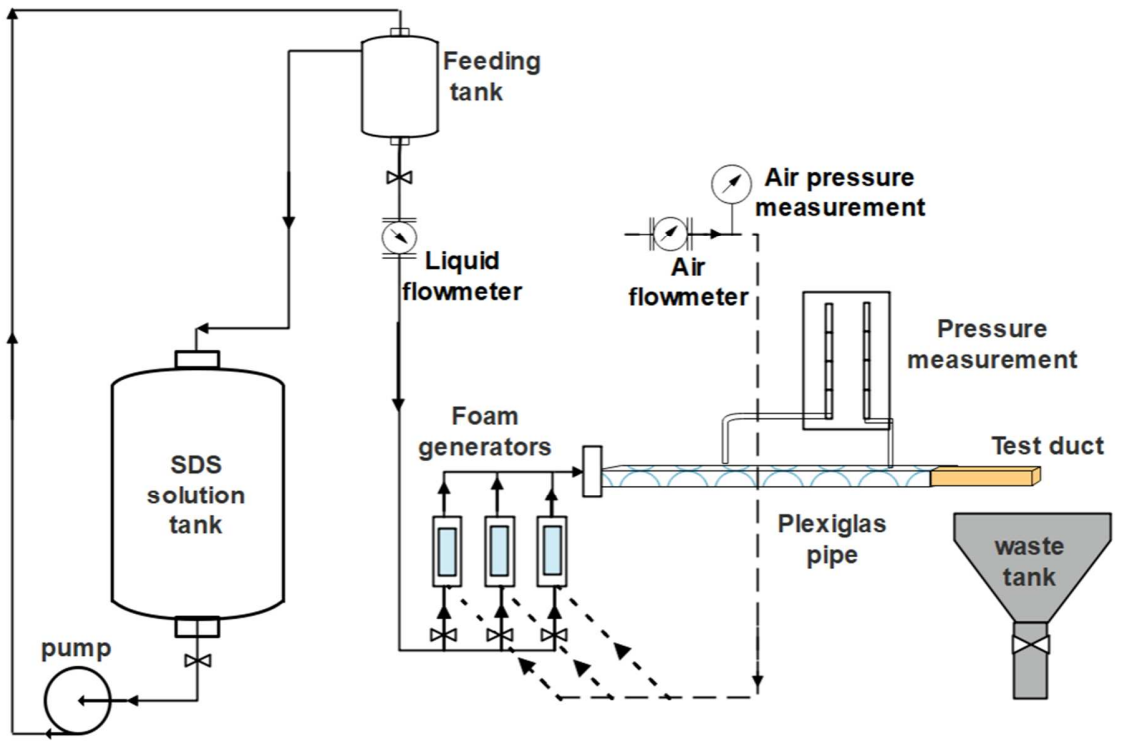 Feeding
tank
Air pressure
measurement
Liquid
flowmeter
Air
flowmeter
Pressure
measurement
Foam
generators
Test duct
SDS
solution
tank
Plexiglas
pipe
waste
tank
pump